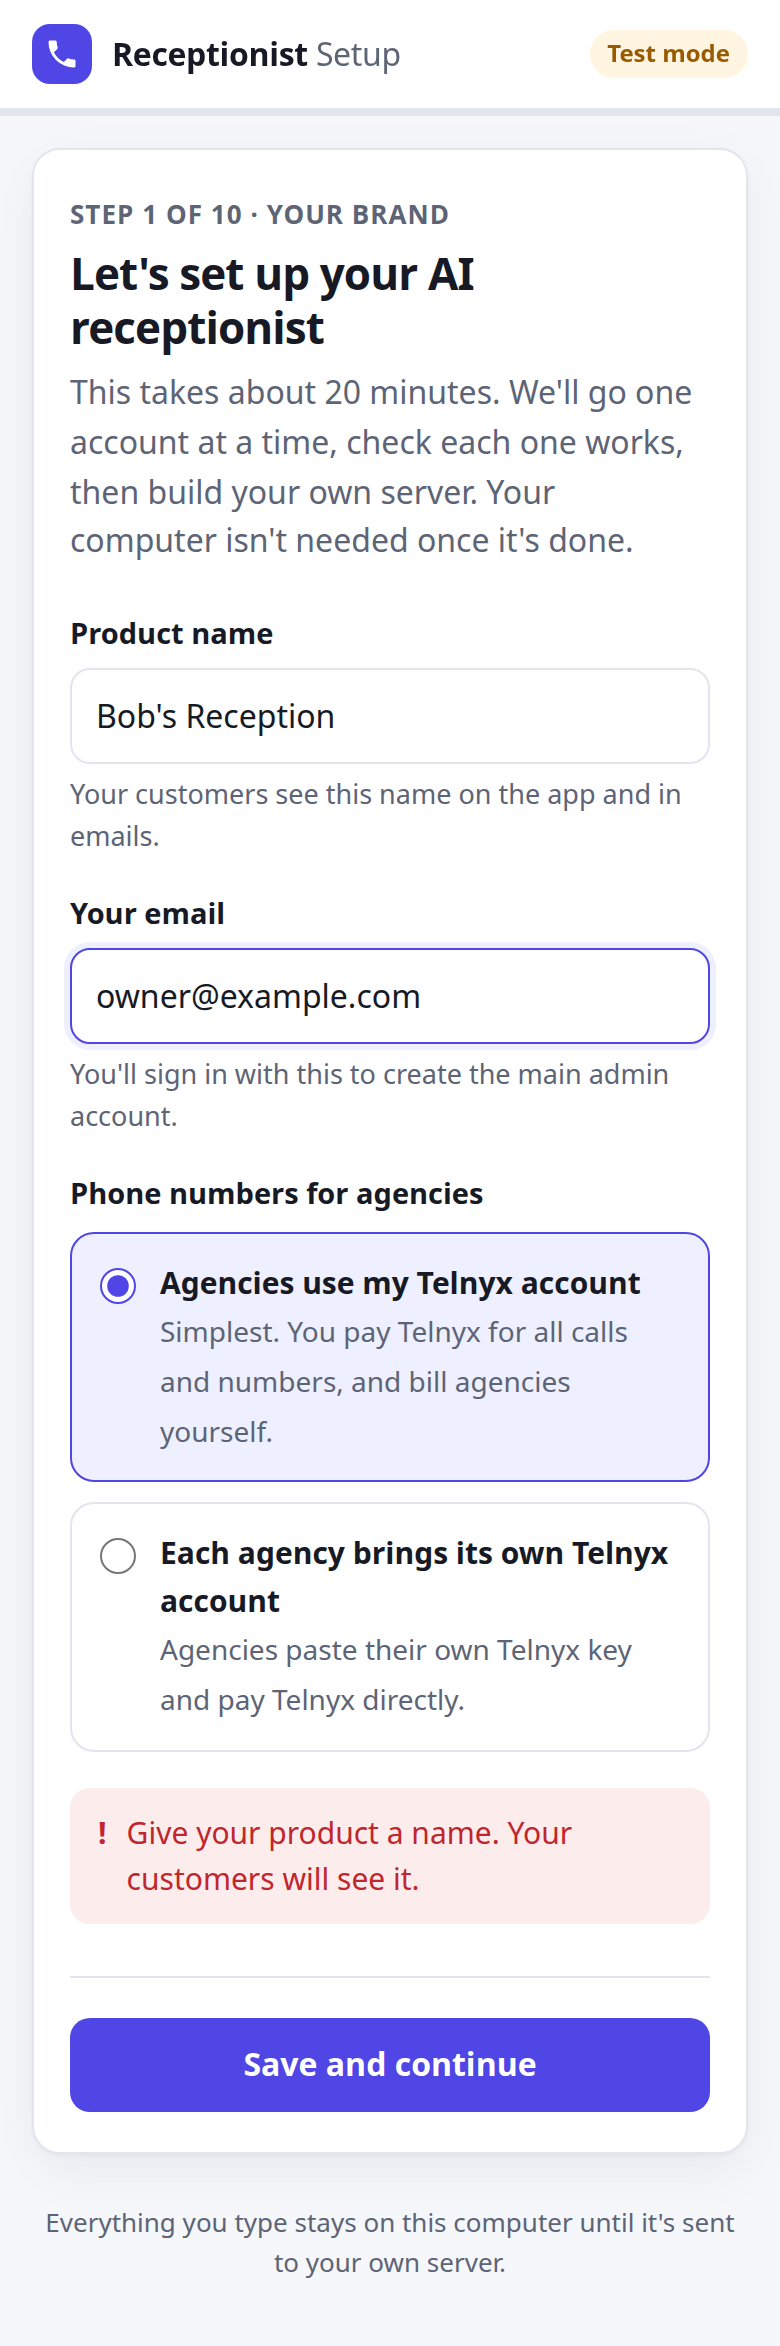 Receptionist Setup
Test mode
STEP 1 OF 10 · YOUR BRAND
Let's set up your AI
receptionist
This takes about 20 minutes. We'll go one
account at a time, check each one works,
then build your own server. Your
computer isn't needed once it's done.
Product name
Bob's Reception
Your customers see this name on the app and in
emails.
Your email
owner@example.com
You'll sign in with this to create the main admin
account.
Phone numbers for agencies
Agencies use my Telnyx account
Simplest. You pay Telnyx for all calls
and numbers, and bill agencies
yourself.
Each agency brings its own Telnyx
account
Agencies paste their own Telnyx key
and pay Telnyx directly.
! Give your product a name. Your
customers will see it.
Save and continue
Everything you type stays on this computer until it's sent
to your own server.